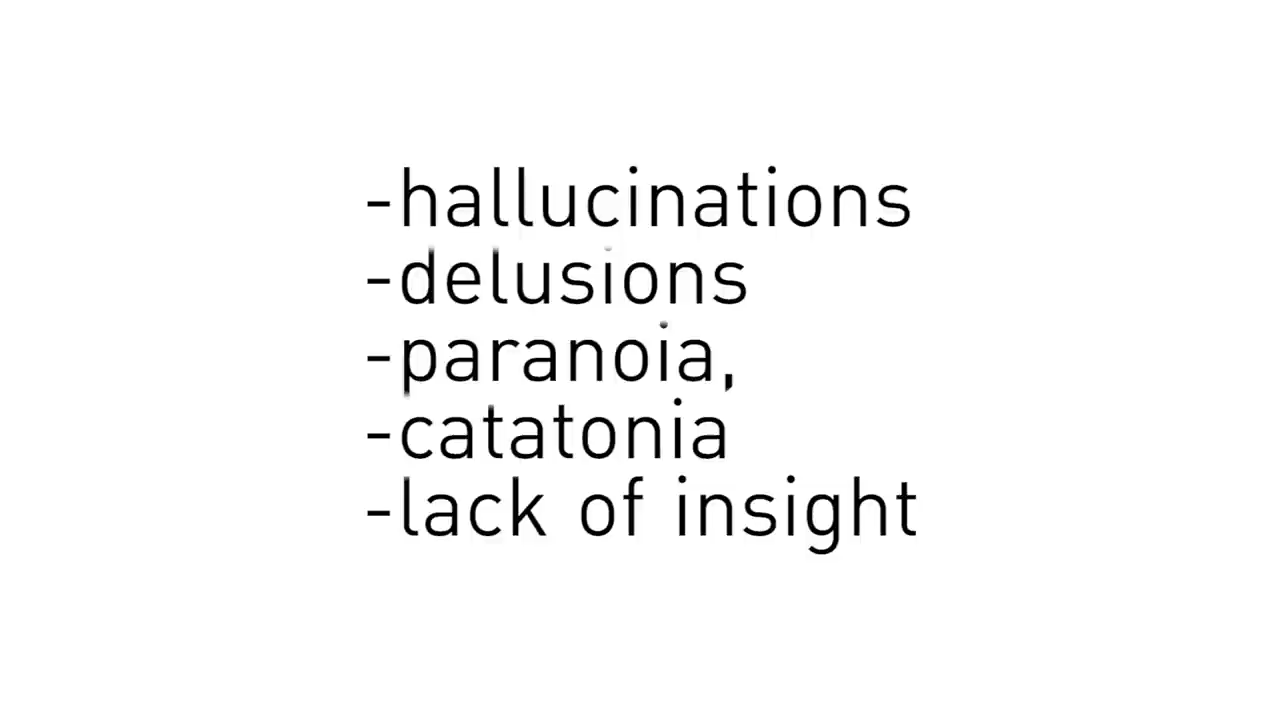 -hallucinations
-delusions
-paranoia,
-catatonia
-lack of insight